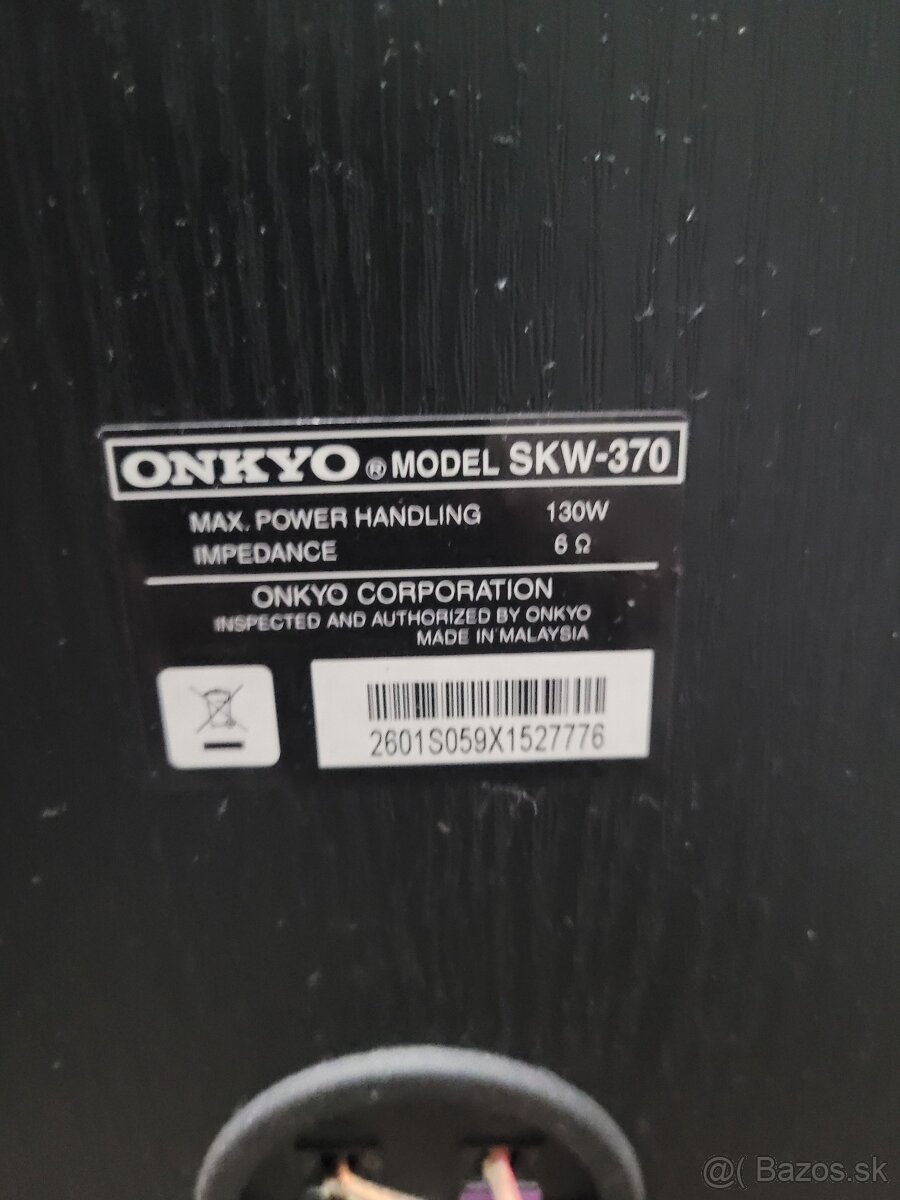 ONKYO® MODEL SKW-370
MAX. POWER HANDLING 130W
IMPEDANCE 6 Ω
ONKYO CORPORATION
INSPECTED AND AUTHORIZED BY ONKYO
MADE IN MALAYSIA
2601S059X1527776
@( Bazos.sk